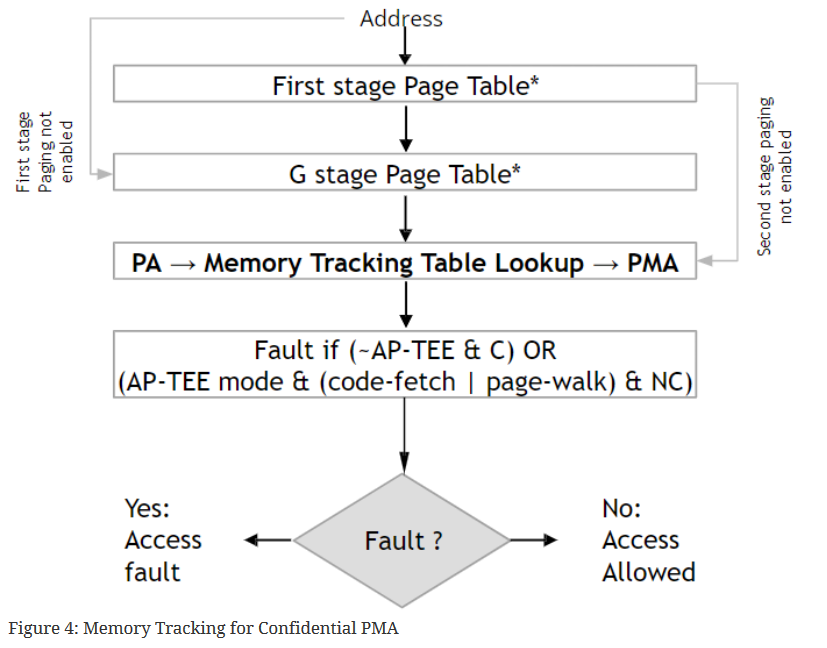 Address
First stage Page Table*
First stage
Paging not
enabled
G stage Page Table*
Second stage paging
not enabled
PA → Memory Tracking Table Lookup → PMA
Fault if (~AP-TEE & C) OR
(AP-TEE mode & (code-fetch | page-walk) & NC)
Yes:
Access
fault
Fault ?
No:
Access
Allowed
Figure 4: Memory Tracking for Confidential PMA